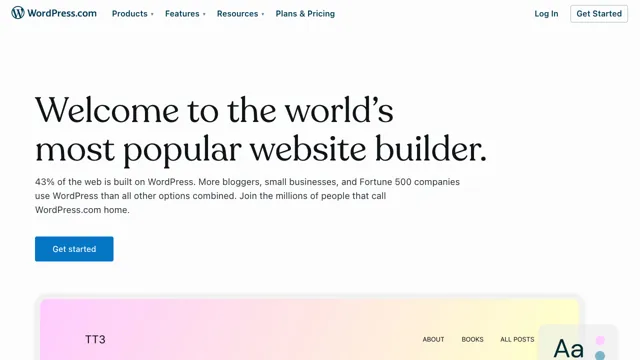 WordPress.com Products Features Resources Plans & Pricing Log In Get Started
Welcome to the world's
most popular website builder.
43% of the web is built on WordPress. More bloggers, small businesses, and Fortune 500 companies
use WordPress than all other options combined. Join the millions of people that call
WordPress.com home.
Get started
TT3 ABOUT BOOKS ALL POSTS
Aa